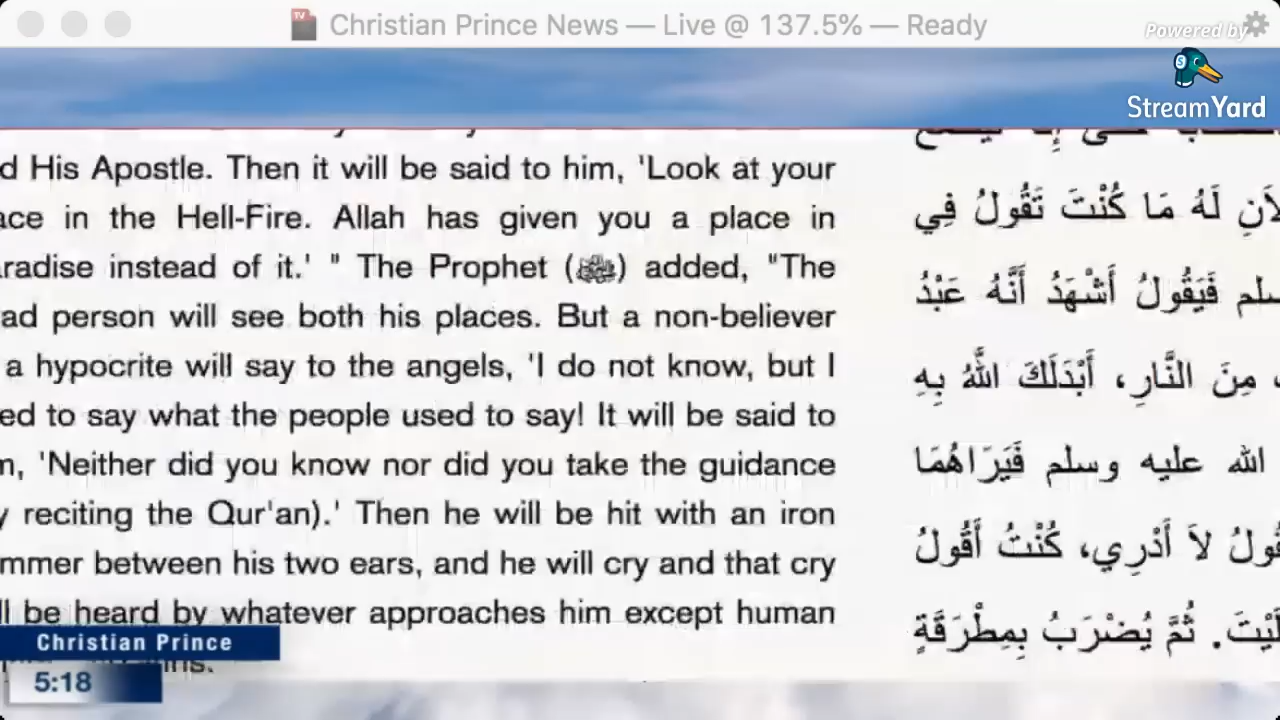 Christian Prince News — Live @ 137.5% — Ready
Powered by
StreamYard
d His Apostle. Then it will be said to him, 'Look at your
ace in the Hell-Fire. Allah has given you a place in
radise instead of it.' " The Prophet (ﷺ) added, "The
ad person will see both his places. But a non-believer
a hypocrite will say to the angels, 'I do not know, but I
ed to say what the people used to say! It will be said to
m, 'Neither did you know nor did you take the guidance
y reciting the Qur'an).' Then he will be hit with an iron
mmer between his two ears, and he will cry and that cry
ll be heard by whatever approaches him except human
لاَنِ لَهُ مَا كُنْتَ تَقُولُ فِي
سلم فَيَقُولُ أَشْهَدُ أَنَّهُ عَبْدُ
مِنَ النَّارِ، أَبْدَلَكَ اللَّهُ بِهِ
الله عليه وسلم فَيَرَاهُمَا
قُولُ لاَ أَدْرِي، كُنْتُ أَقُولُ
لَيْتَ. ثُمَّ يُضْرَبُ بِمِطْرَقَةٍ
Christian Prince
5:18